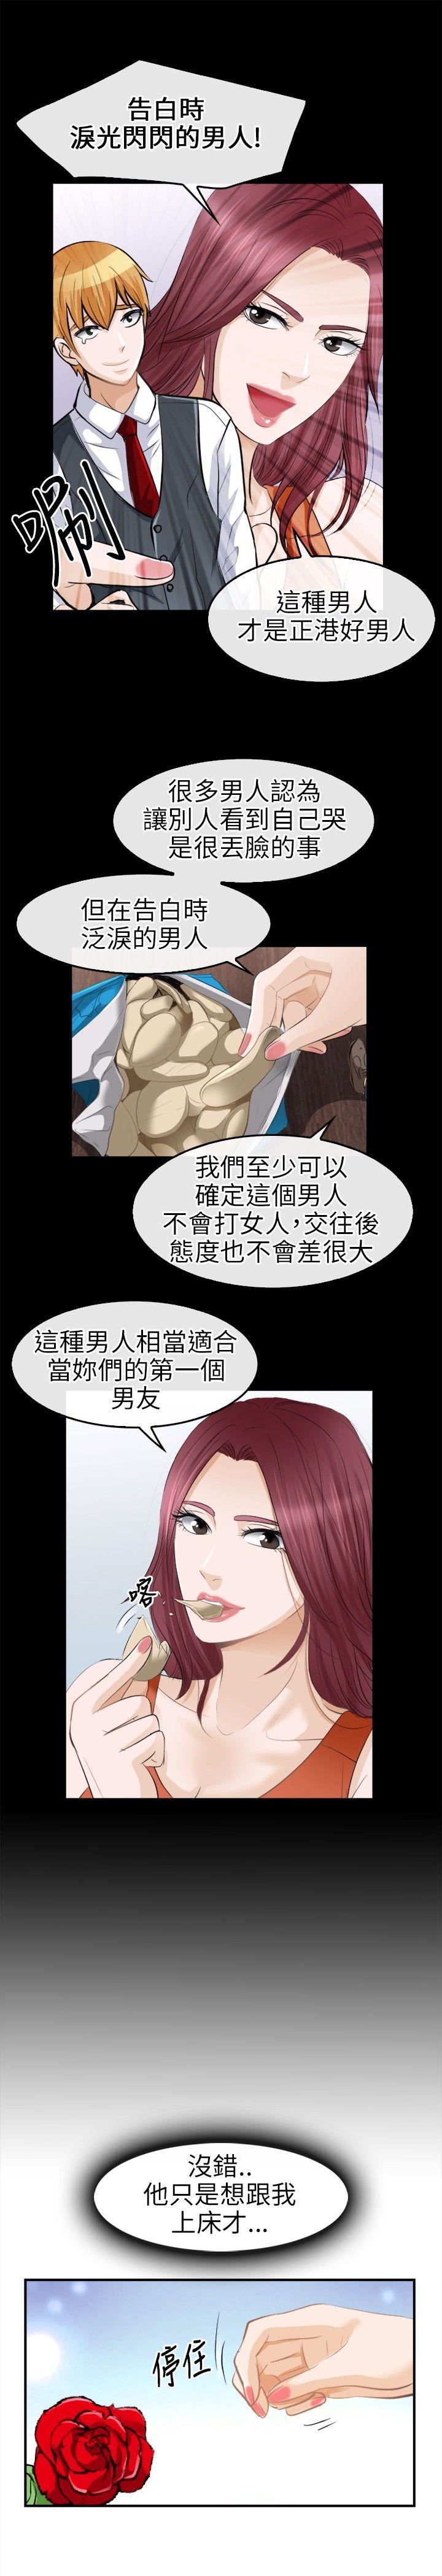 告白時
淚光閃閃的男人!
唰
這種男人
才是正港好男人
很多男人認為
讓別人看到自己哭
是很丟臉的事
但在告白時
泛淚的男人
我們至少可以
確定這個男人
不會打女人，交往後
態度也不會差很大
這種男人相當適合
當妳們的第一個
男友
喀
沒錯..
他只是想跟我
上床才...
停住